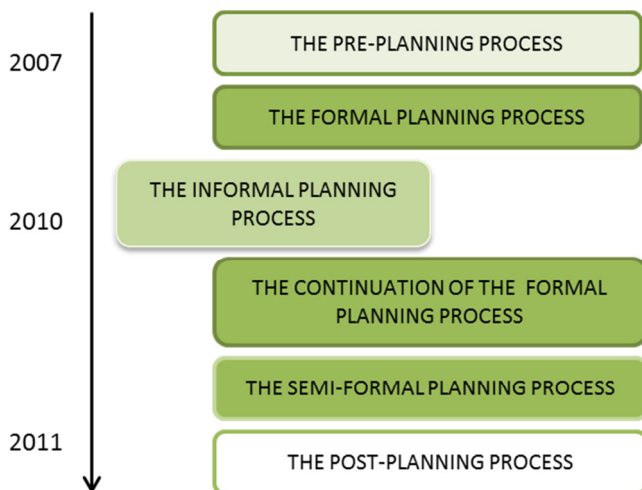 THE PRE-PLANNING PROCESS
2007
THE FORMAL PLANNING PROCESS
THE INFORMAL PLANNING
PROCESS
2010
THE CONTINUATION OF THE FORMAL
PLANNING PROCESS
THE SEMI-FORMAL PLANNING PROCESS
2011
THE POST-PLANNING PROCESS